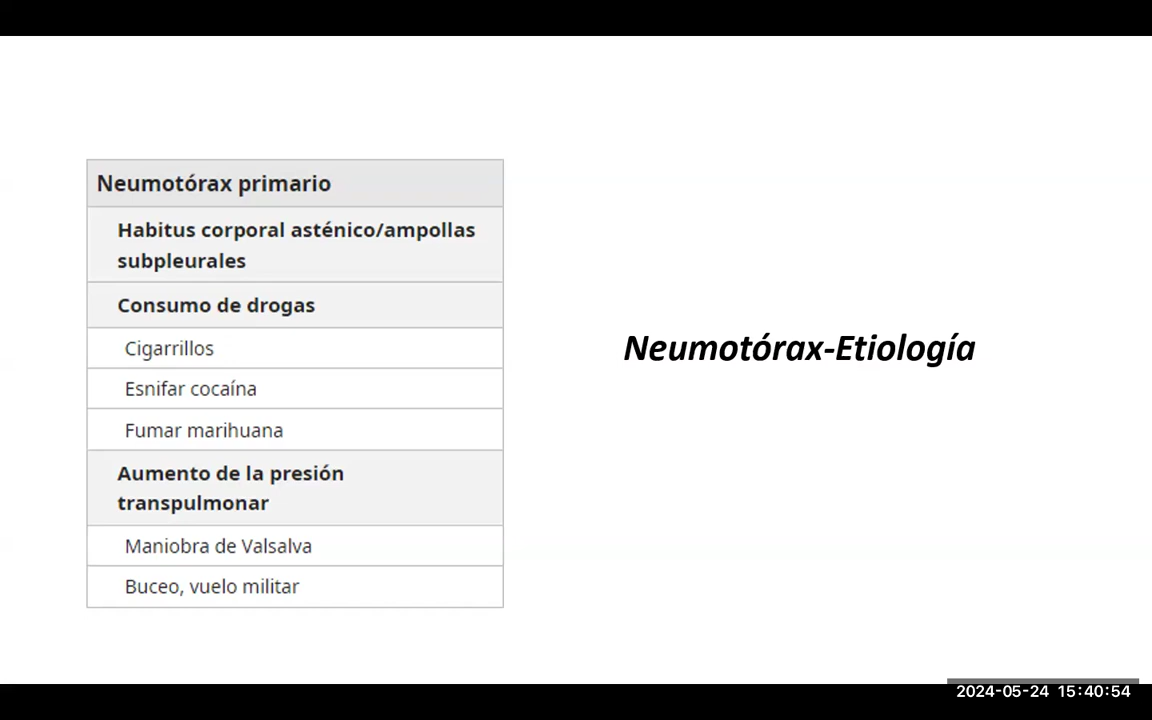 Neumotórax primario
Habitus corporal asténico/ampollas
subpleurales
Consumo de drogas
Cigarrillos
Esnifar cocaína
Fumar marihuana
Aumento de la presión
transpulmonar
Maniobra de Valsalva
Buceo, vuelo militar
Neumotórax-Etiología
2024-05-24 15:40:54